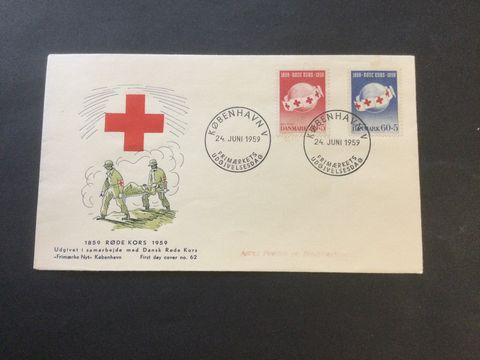 1859 - RØDE KORS - 1959
DANMARK
1859 - RØDE KORS - 1959
DANMARK 60+5
KØBENHAVN V
24. JUNI 1959
FRIMÆRKETS
UDGIVELSESDAG
KØBENHAVN V
24. JUNI 1959
FRIMÆRKETS
UDGIVELSESDAG
1859 RØDE KORS 1959
Udgivet i samarbejde med Dansk Røde Kors
»Frimærke Nyt« København First day cover no. 62